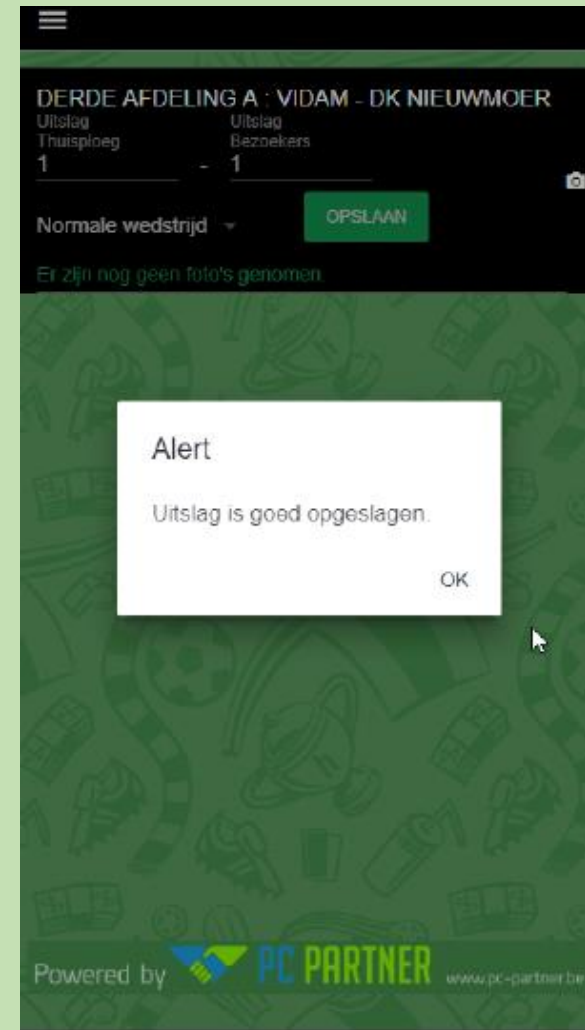 DERDE AFDELING A : VIDAM - DK NIEUWMOER
Uitslag Uitslag
Thuisploeg Bezoekers
1 - 1
Normale wedstrijd OPSLAAN
Er zijn nog geen foto's genomen.
Alert
Uitslag is goed opgeslagen.
OK
Powered by PC PARTNER www.pc-partner.be